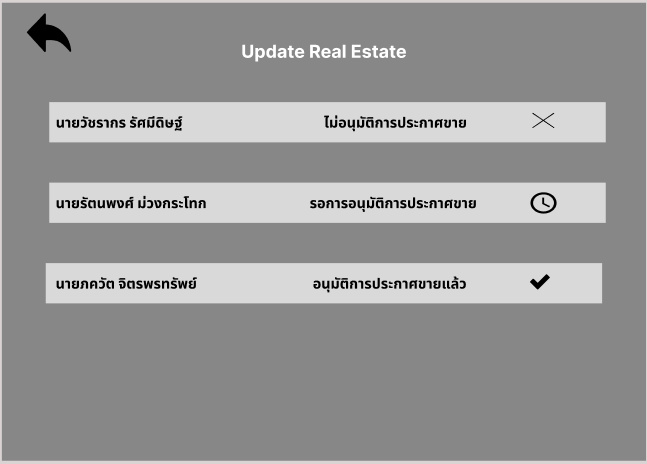 Update Real Estate
นายวัชรากร รัศมีดิษฐ์ ไม่อนุมัติการประกาศขาย
นายรัตนพงศ์ ม่วงกระโทก รอการอนุมัติการประกาศขาย
นายภควัต จิตรพรทรัพย์ อนุมัติการประกาศขายแล้ว